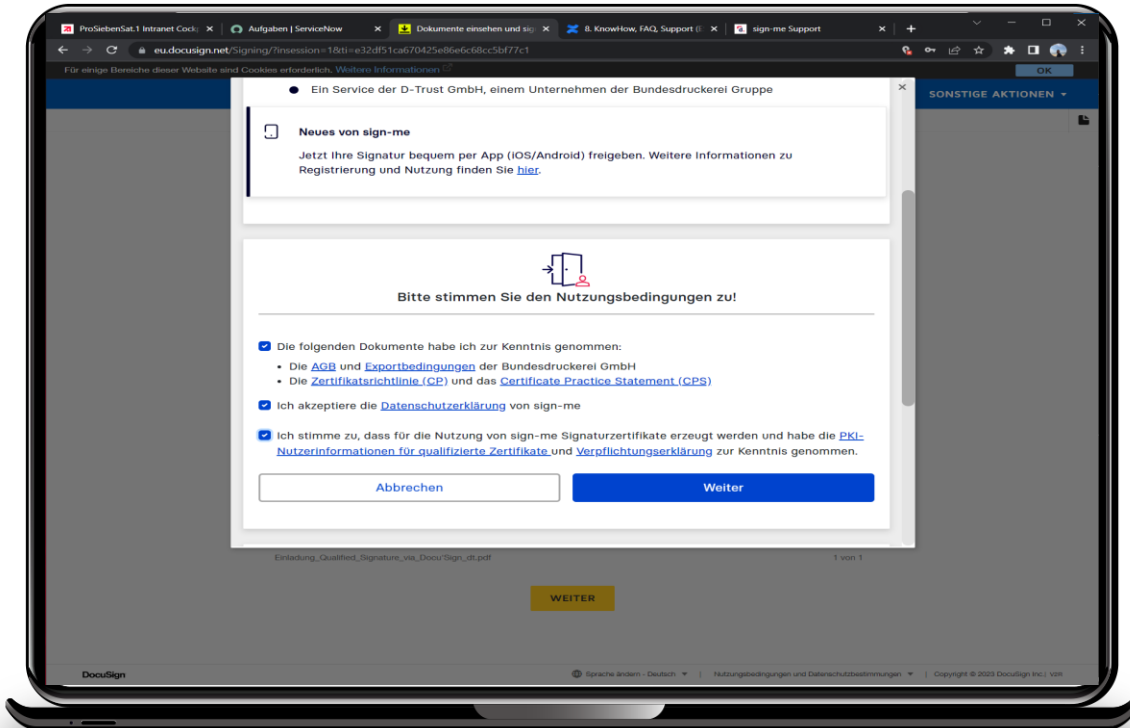 ProSiebenSat.1 Intranet Cockp
Aufgaben | ServiceNow
Dokumente einsehen und sig
8. KnowHow, FAQ, Support (
sign-me Support
eu.docusign.net/Signing/?insession=1&ti=e32df51ca670425e86e6c68cc5bf77c1
Für einige Bereiche dieser Website sind Cookies erforderlich. Weitere Informationen
OK
SONSTIGE AKTIONEN
Ein Service der D-Trust GmbH, einem Unternehmen der Bundesdruckerei Gruppe
Neues von sign-me
Jetzt Ihre Signatur bequem per App (iOS/Android) freigeben. Weitere Informationen zu
Registrierung und Nutzung finden Sie hier.
Bitte stimmen Sie den Nutzungsbedingungen zu!
Die folgenden Dokumente habe ich zur Kenntnis genommen:
• Die AGB und Exportbedingungen der Bundesdruckerei GmbH
• Die Zertifikatsrichtlinie (CP) und das Certificate Practice Statement (CPS)
Ich akzeptiere die Datenschutzerklärung von sign-me
Ich stimme zu, dass für die Nutzung von sign-me Signaturzertifikate erzeugt werden und habe die PKI-
Nutzerinformationen für qualifizierte Zertifikate und Verpflichtungserklärung zur Kenntnis genommen.
Abbrechen
Weiter
Einladung_Qualified_Signature_via_Docu'Sign_dt.pdf
1 von 1
WEITER
DocuSign
Sprache ändern - Deutsch
Nutzungsbedingungen und Datenschutzbestimmungen
Copyright © 2023 DocuSign Inc.